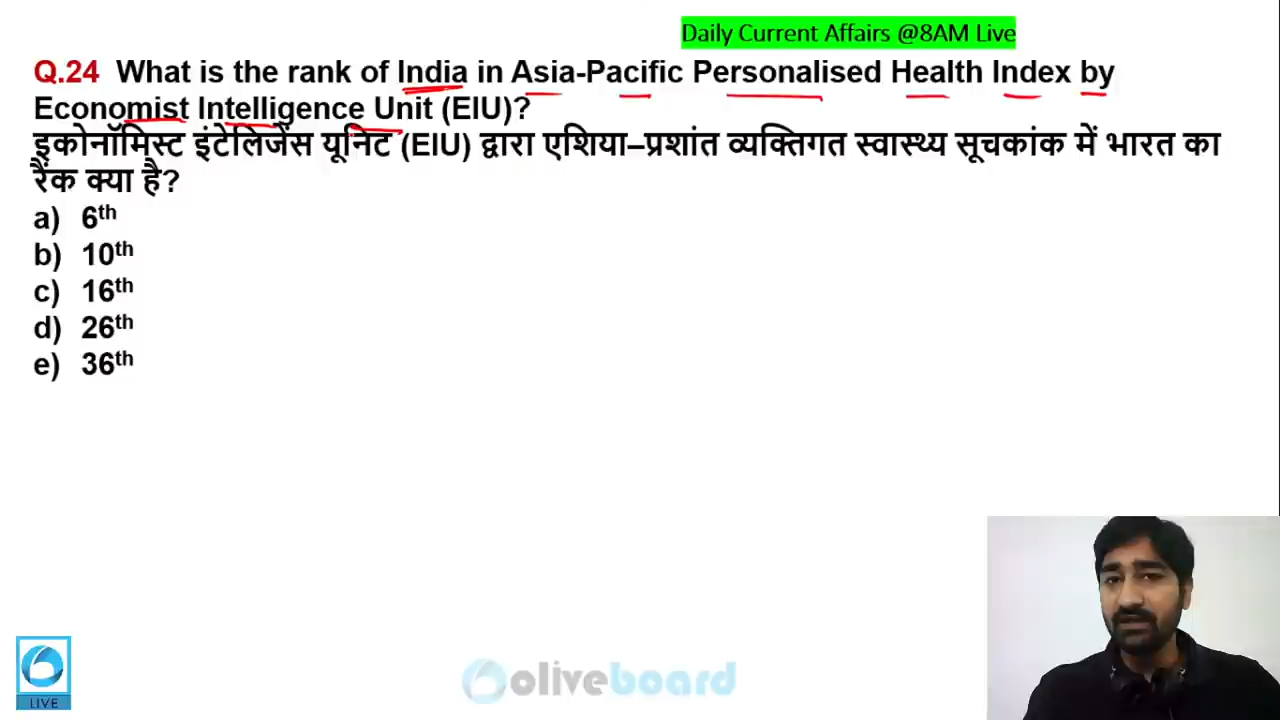 Daily Current Affairs @8AM Live
Q.24 What is the rank of India in Asia-Pacific Personalised Health Index by
Economist Intelligence Unit (EIU)?
इकोनॉमिस्ट इंटेलिजेंस यूनिट (EIU) द्वारा एशिया–प्रशांत व्यक्तिगत स्वास्थ्य सूचकांक में भारत का
रैंक क्या है?
a) 6th
b) 10th
c) 16th
d) 26th
e) 36th
LIVE
oliveboard